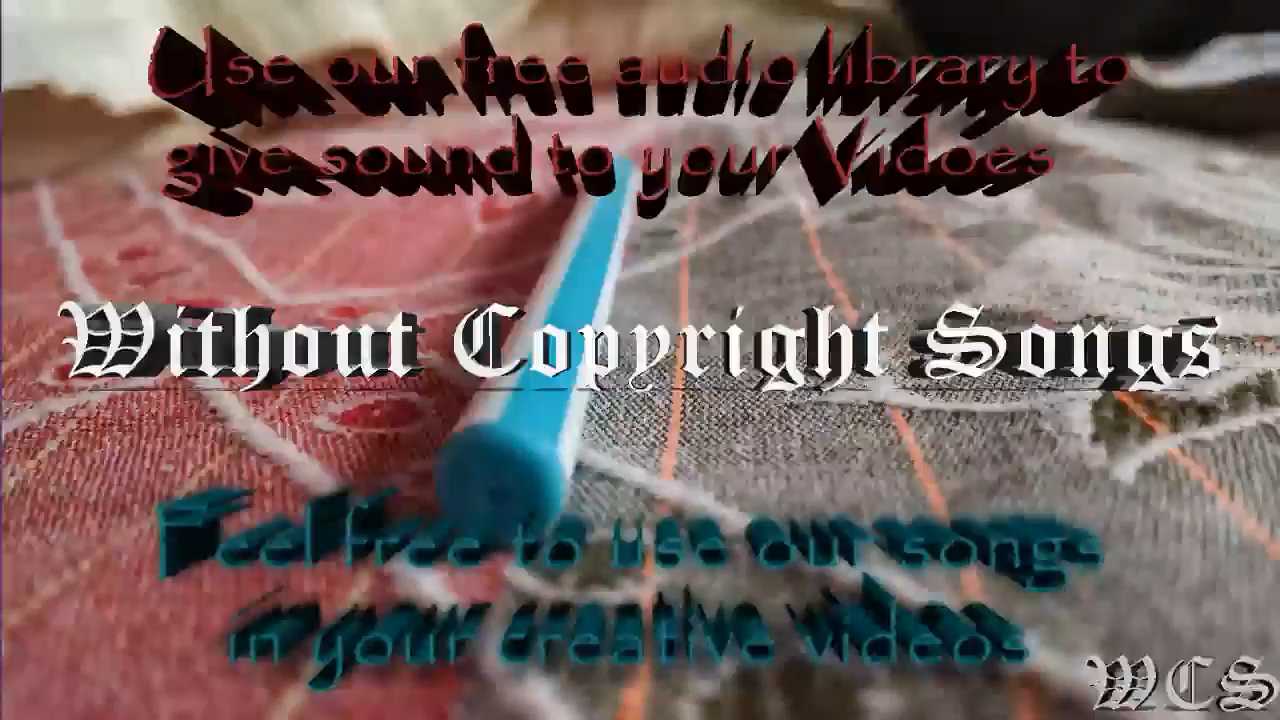 Use our free audio library to
give sound to your Vidoes
Without Copyright Songs
Feel free to use our songs
in your creative videos
WCS